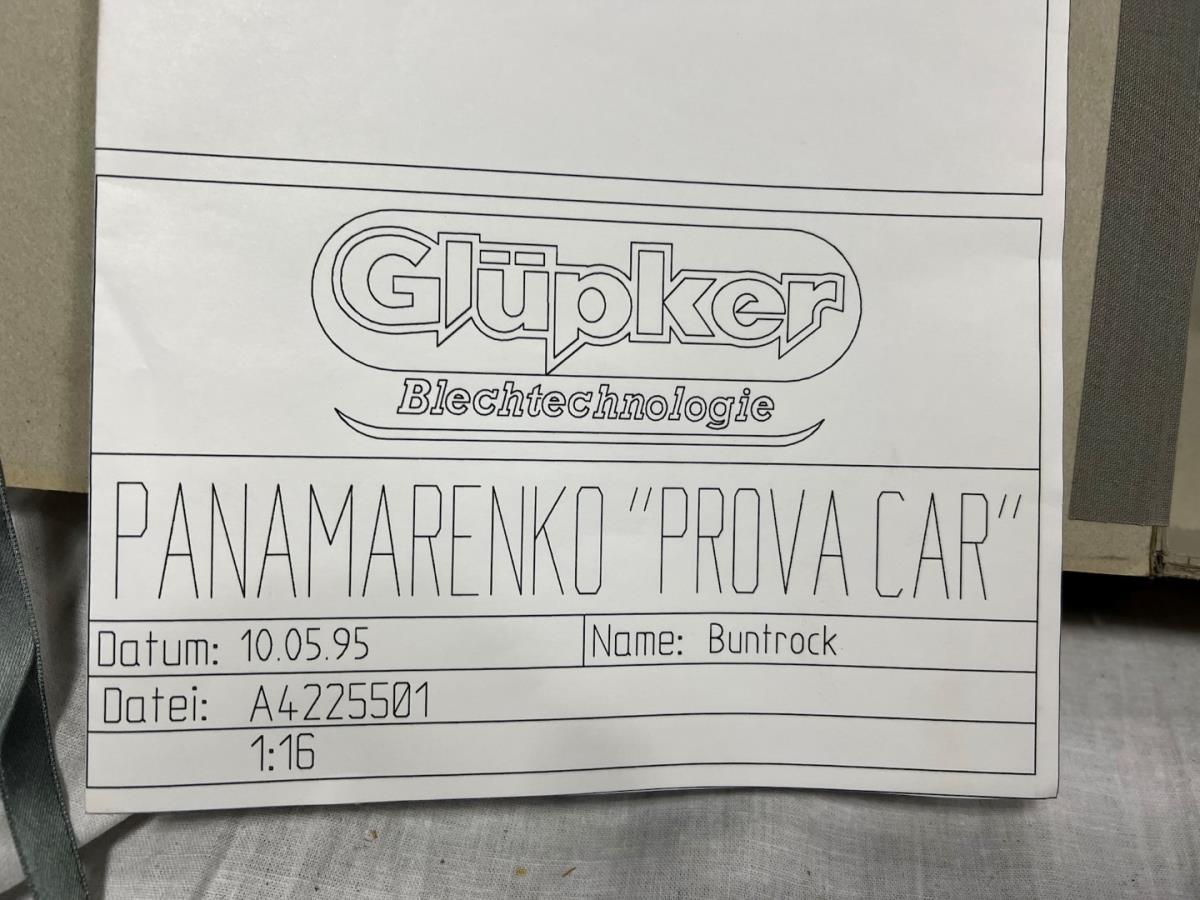 Glüpker
Blechtechnologie
PANAMARENKO "PROVA CAR"
Datum: 10.05.95 Name: Buntrock
Datei: A4225501
1:16